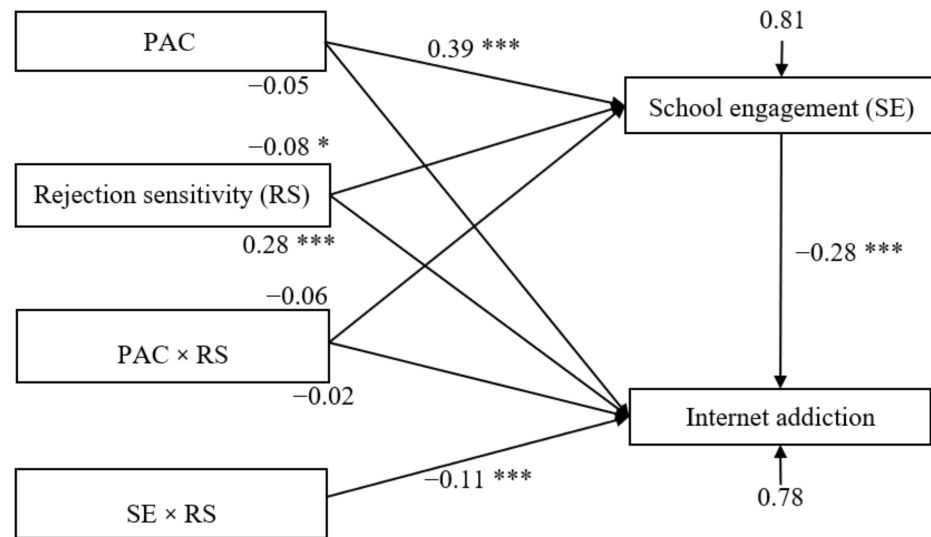 0.81
PAC
0.39 ***
−0.05
School engagement (SE)
−0.08 *
Rejection sensitivity (RS)
0.28 ***
−0.28 ***
−0.06
PAC × RS
−0.02
Internet addiction
−0.11 ***
0.78
SE × RS